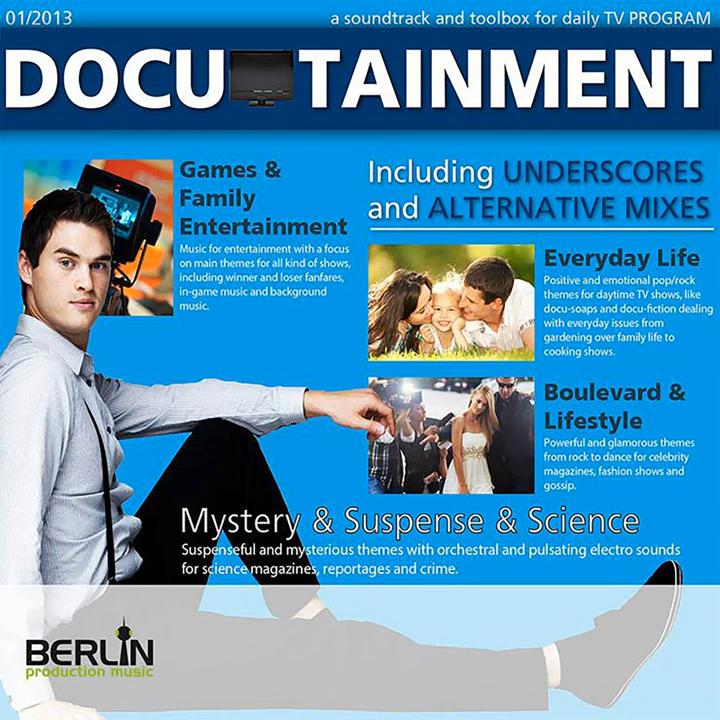 01/2013
a soundtrack and toolbox for daily TV PROGRAM
DOCU TAINMENT
Games &
Family
Entertainment
Music for entertainment with a focus
on main themes for all kind of shows,
including winner and loser fanfares,
in-game music and background
music.
Including UNDERSCORES
and ALTERNATIVE MIXES
Everyday Life
Positive and emotional pop/rock
themes for daytime TV shows, like
docu-soaps and docu-fiction dealing
with everyday issues from
gardening over family life to
cooking shows.
Boulevard &
Lifestyle
Powerful and glamorous themes
from rock to dance for celebrity
magazines, fashion shows and
gossip.
Mystery & Suspense & Science
Suspenseful and mysterious themes with orchestral and pulsating electro sounds
for science magazines, reportages and crime.
BERLIN
production music